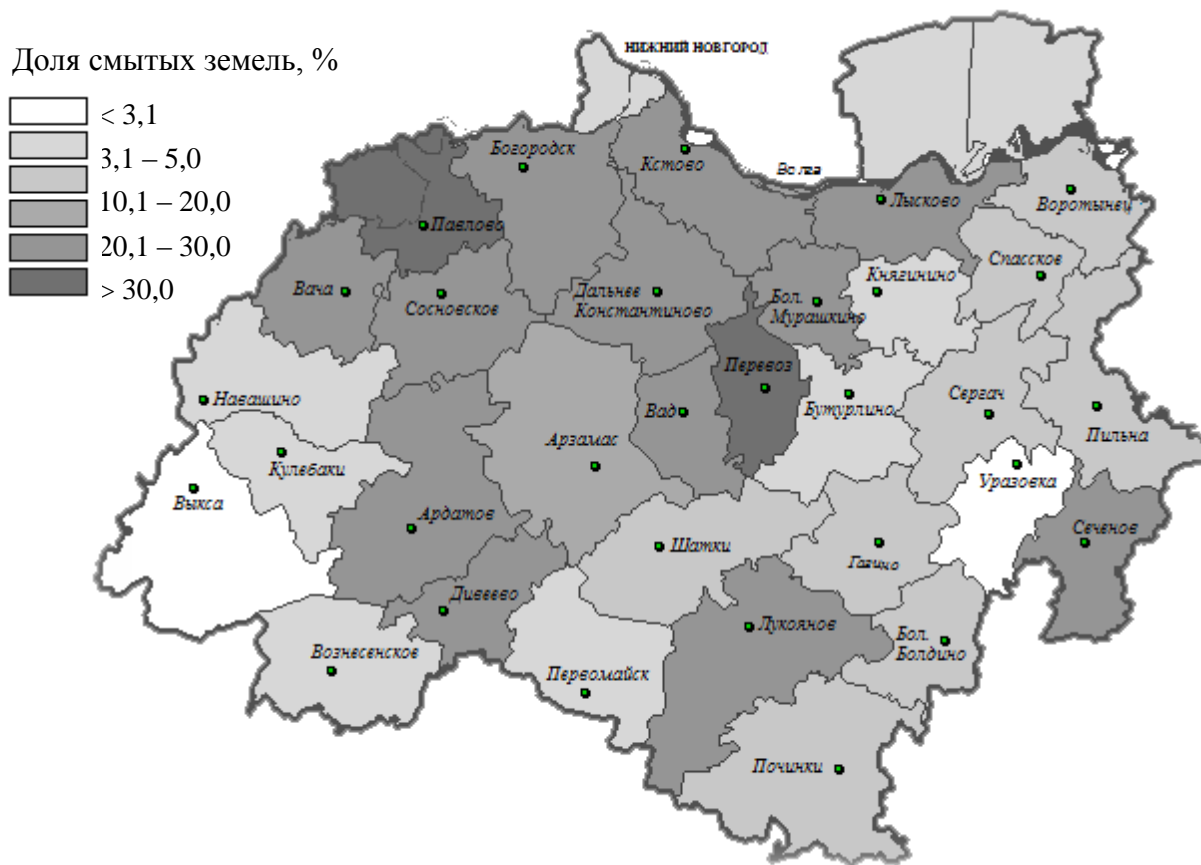 Доля смытых земель, %
< 3,1
3,1 – 5,0
10,1 – 20,0
20,1 – 30,0
> 30,0
НИЖНИЙ НОВГОРОД
Богородск
Кстово
Волга
Лысково
Воротынец
Павлово
Спасское
Княгинино
Вача
Сосновское
Дальнее
Константиново
Бол.
Мурашкино
Перевоз
Навашино
Вад
Бутурлино
Сергач
Пильна
Арзамас
Кулебаки
Выкса
Уразовка
Ардатов
Шатки
Гагино
Сеченов
Дивеево
Лукоянов
Бол.
Болдино
Вознесенское
Первомайск
Починки